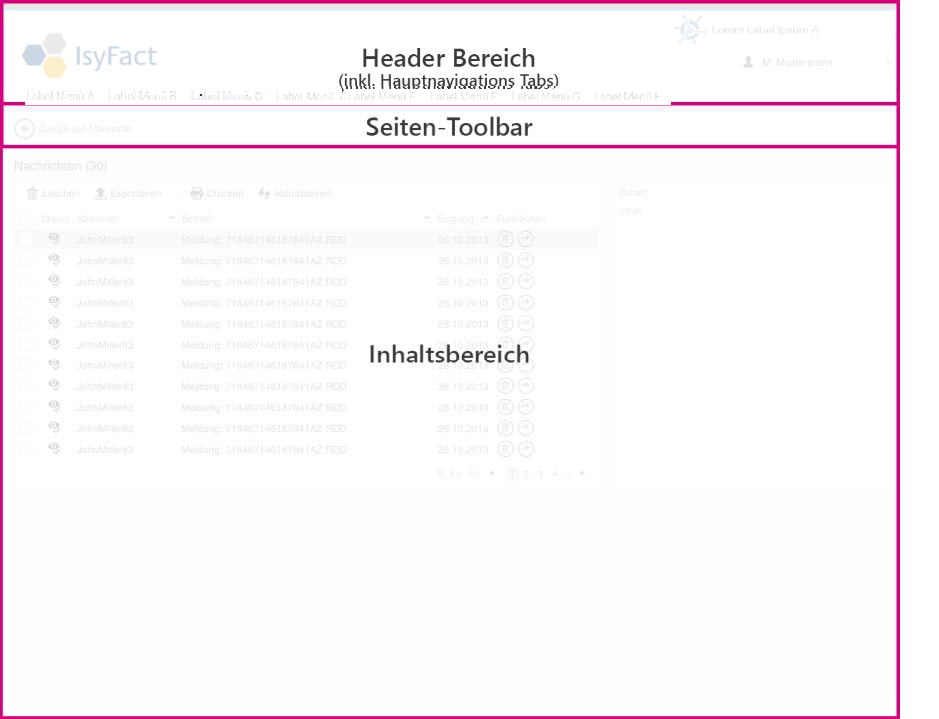 Lorem Label Ipsum A
IsyFact
Header Bereich
M. Mustermann
(inkl. Hauptnavigations Tabs)
Label Menü A Label Menü B Label Menü C Label Menü Label Menü E Label Menü F Label Menü G Label Menü H
Seiten-Toolbar
Zurück zur Übersicht
Nachrichten (30)
Löschen Exportieren Drucken Aktualisieren
Betreff:
Inhalt
Status Absender Betreff Eingang Funktionen
JohnMiller83 Meldung: 718467146187641AZ RDD 26.10.2013
JohnMiller83 Meldung: 718467146187641AZ RDD 26.10.2013
JohnMiller83 Meldung: 718467146187641AZ RDD 26.10.2013
JohnMiller83 Meldung: 718467146187641AZ RDD 26.10.2013
JohnMiller83 Meldung: 718467146187641AZ RDD 26.10.2013
JohnMiller83 Meldung: 718467146187641AZ RDD 26.10.2013
Inhaltsbereich
JohnMiller83 Meldung: 718467146187641AZ RDD 26.10.2013
JohnMiller83 Meldung: 718467146187641AZ RDD 26.10.2013
JohnMiller83 Meldung: 718467146187641AZ RDD 26.10.2013
JohnMiller83 Meldung: 718467146187641AZ RDD 26.10.2013
JohnMiller83 Meldung: 718467146187641AZ RDD 26.10.2013
1 2 3 4 ...